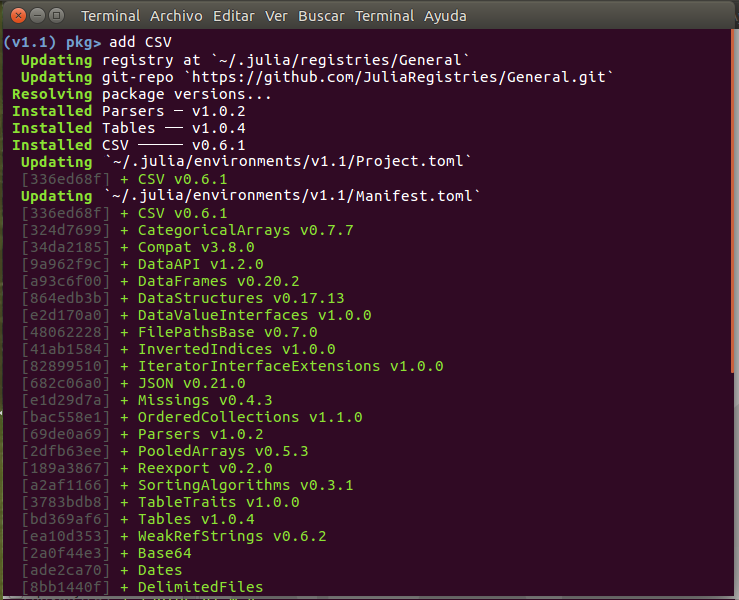 Terminal Archivo Editar Ver Buscar Terminal Ayuda
(v1.1) pkg> add CSV
Updating registry at `~/.julia/registries/General`
Updating git-repo `https://github.com/JuliaRegistries/General.git`
Resolving package versions...
Installed Parsers ─ v1.0.2
Installed Tables ── v1.0.4
Installed CSV ───── v0.6.1
Updating `~/.julia/environments/v1.1/Project.toml`
[336ed68f] + CSV v0.6.1
Updating `~/.julia/environments/v1.1/Manifest.toml`
[336ed68f] + CSV v0.6.1
[324d7699] + CategoricalArrays v0.7.7
[34da2185] + Compat v3.8.0
[9a962f9c] + DataAPI v1.2.0
[a93c6f00] + DataFrames v0.20.2
[864edb3b] + DataStructures v0.17.13
[e2d170a0] + DataValueInterfaces v1.0.0
[48062228] + FilePathsBase v0.7.0
[41ab1584] + InvertedIndices v1.0.0
[82899510] + IteratorInterfaceExtensions v1.0.0
[682c06a0] + JSON v0.21.0
[e1d29d7a] + Missings v0.4.3
[bac558e1] + OrderedCollections v1.1.0
[69de0a69] + Parsers v1.0.2
[2dfb63ee] + PooledArrays v0.5.3
[189a3867] + Reexport v0.2.0
[a2af1166] + SortingAlgorithms v0.3.1
[3783bdb8] + TableTraits v1.0.0
[bd369af6] + Tables v1.0.4
[ea10d353] + WeakRefStrings v0.6.2
[2a0f44e3] + Base64
[ade2ca70] + Dates
[8bb1440f] + DelimitedFiles